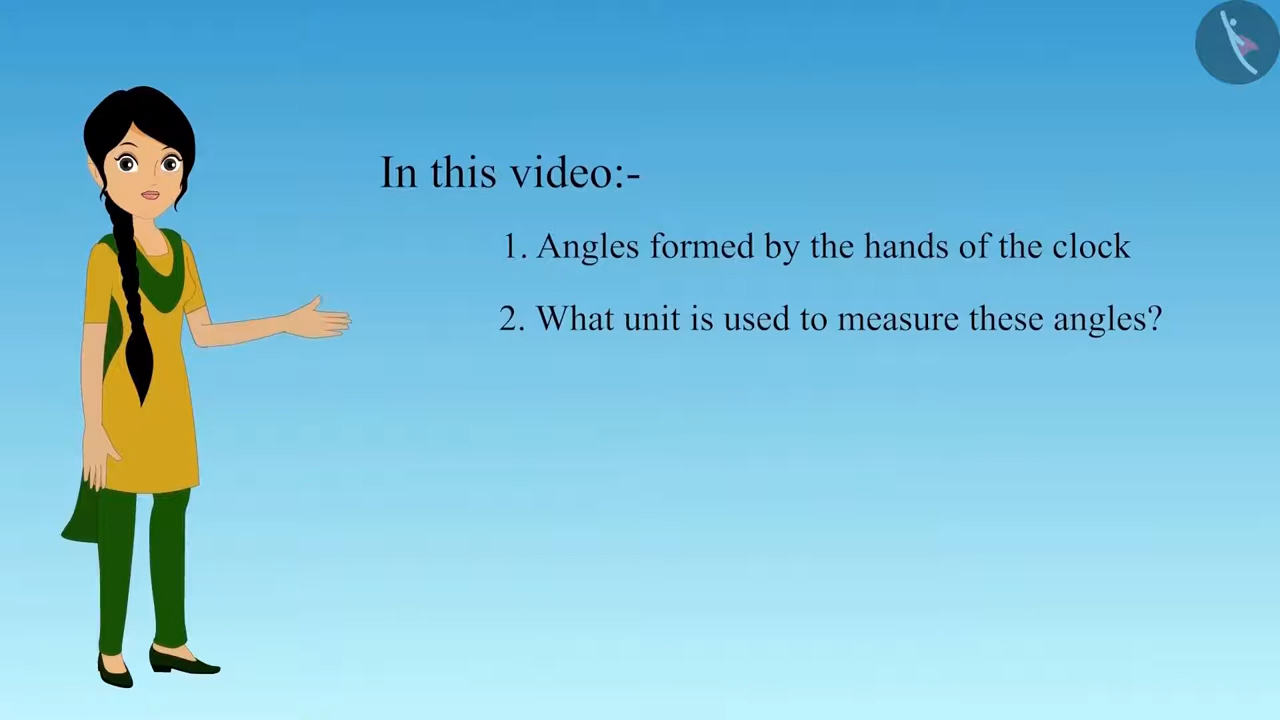 In this video:-
1. Angles formed by the hands of the clock
2. What unit is used to measure these angles?